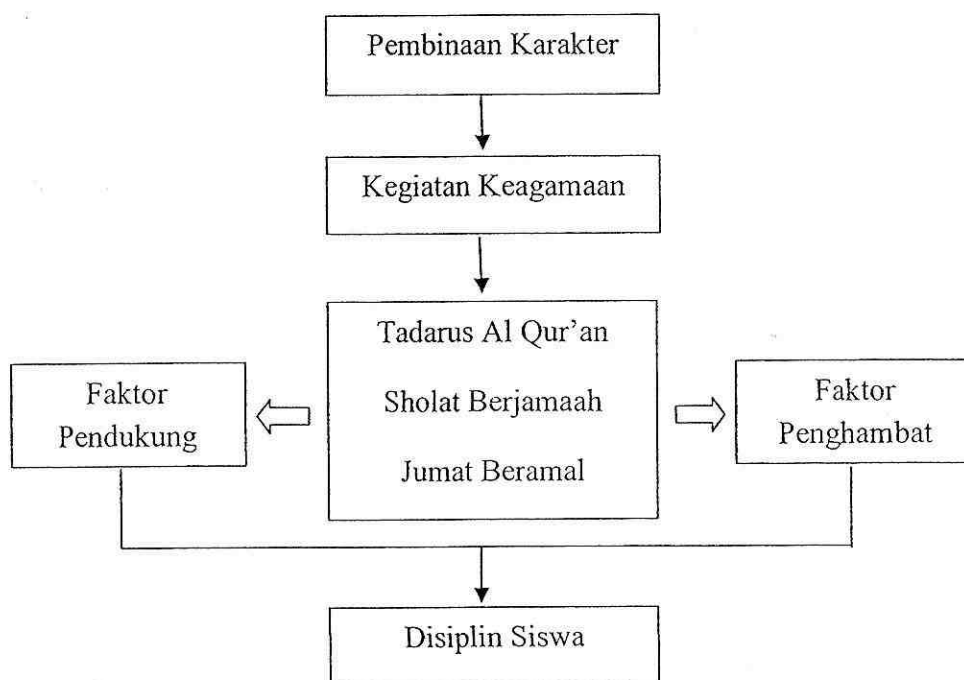 Pembinaan Karakter
Kegiatan Keagamaan
Tadarus Al Qur'an
Sholat Berjamaah
Jumat Beramal
Faktor
Pendukung
Faktor
Penghambat
Disiplin Siswa